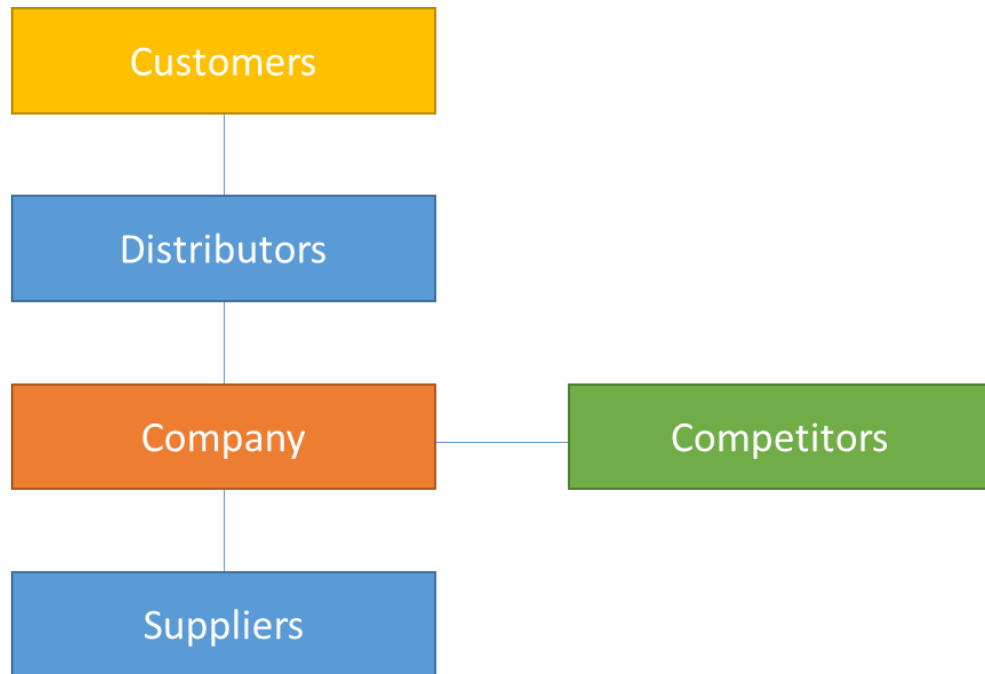 Customers
Distributors
Company
Competitors
Suppliers